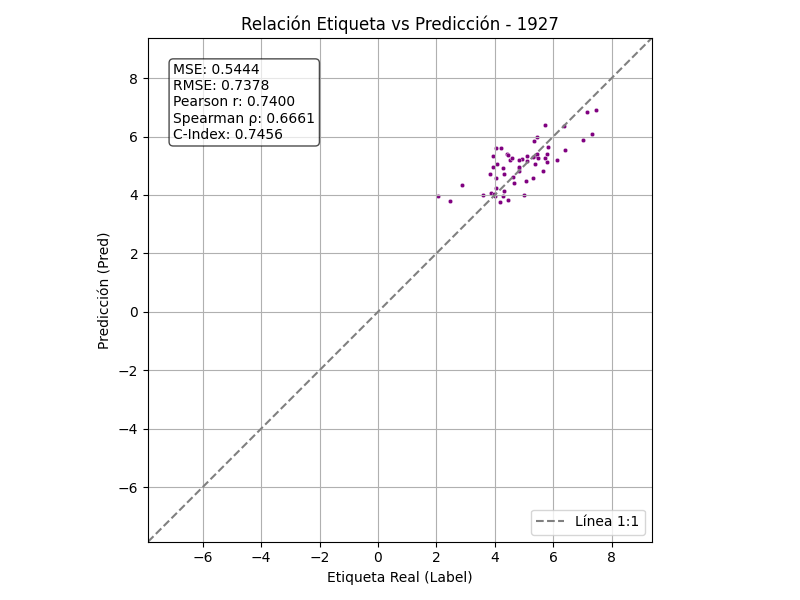 Relación Etiqueta vs Predicción - 1927
MSE: 0.5444
RMSE: 0.7378
Pearson r: 0.7400
Spearman ρ: 0.6661
C-Index: 0.7456
8
6
4
2
0
−2
−4
−6
Predicción (Pred)
Línea 1:1
−6 −4 −2 0 2 4 6 8
Etiqueta Real (Label)